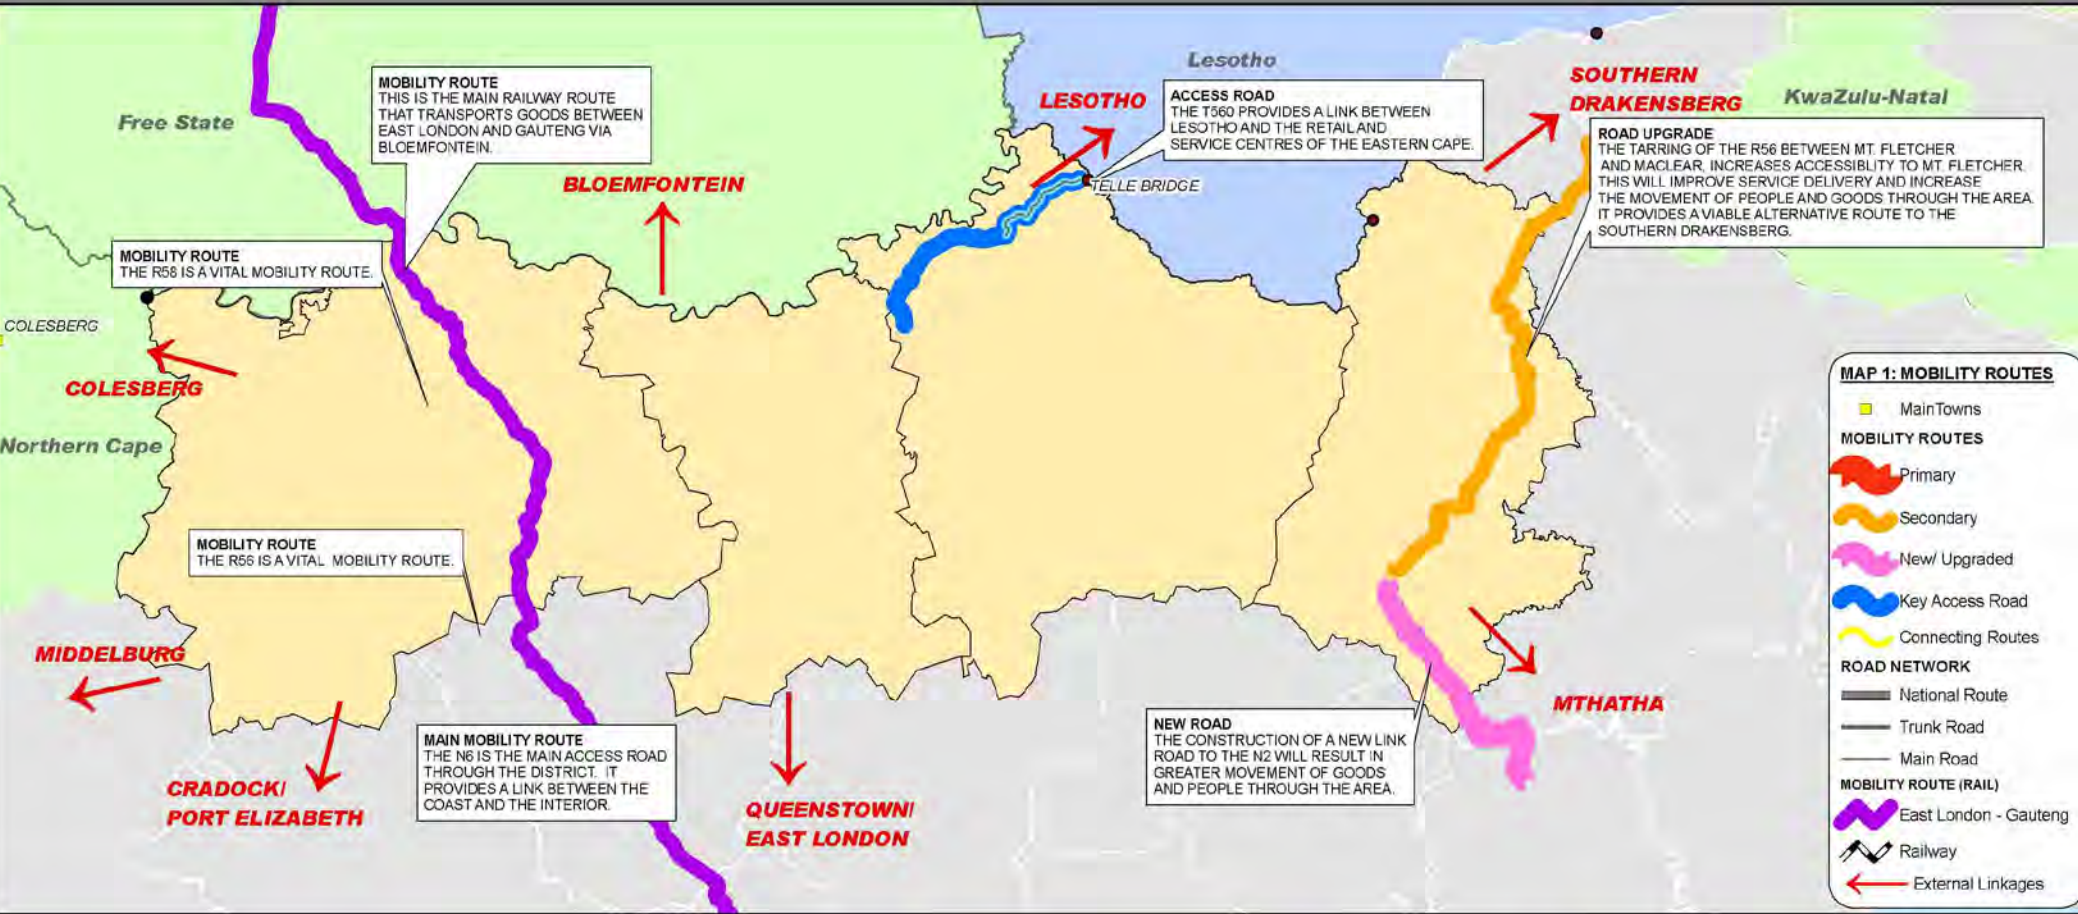 Free State
MOBILITY ROUTE
THIS IS THE MAIN RAILWAY ROUTE
THAT TRANSPORTS GOODS BETWEEN
EAST LONDON AND GAUTENG VIA
BLOEMFONTEIN.
BLOEMFONTEIN
Lesotho
LESOTHO
ACCESS ROAD
THE T560 PROVIDES A LINK BETWEEN
LESOTHO AND THE RETAIL AND
SERVICE CENTRES OF THE EASTERN CAPE.
TELLE BRIDGE
SOUTHERN
DRAKENSBERG
KwaZulu-Natal
ROAD UPGRADE
THE TARRING OF THE R56 BETWEEN MT. FLETCHER
AND MACLEAR, INCREASES ACCESSIBLITY TO MT. FLETCHER.
THIS WILL IMPROVE SERVICE DELIVERY AND INCREASE
THE MOVEMENT OF PEOPLE AND GOODS THROUGH THE AREA.
IT PROVIDES A VIABLE ALTERNATIVE ROUTE TO THE
SOUTHERN DRAKENSBERG.
MOBILITY ROUTE
THE R58 IS A VITAL MOBILITY ROUTE.
COLESBERG
COLESBERG
Northern Cape
MOBILITY ROUTE
THE R56 IS A VITAL MOBILITY ROUTE.
MIDDELBURG
CRADOCK/
PORT ELIZABETH
MAIN MOBILITY ROUTE
THE N6 IS THE MAIN ACCESS ROAD
THROUGH THE DISTRICT. IT
PROVIDES A LINK BETWEEN THE
COAST AND THE INTERIOR.
QUEENSTOWN/
EAST LONDON
NEW ROAD
THE CONSTRUCTION OF A NEW LINK
ROAD TO THE N2 WILL RESULT IN
GREATER MOVEMENT OF GOODS
AND PEOPLE THROUGH THE AREA.
MTHATHA
MAP 1: MOBILITY ROUTES
MainTowns
MOBILITY ROUTES
Primary
Secondary
New/ Upgraded
Key Access Road
Connecting Routes
ROAD NETWORK
National Route
Trunk Road
Main Road
MOBILITY ROUTE (RAIL)
East London - Gauteng
Railway
External Linkages